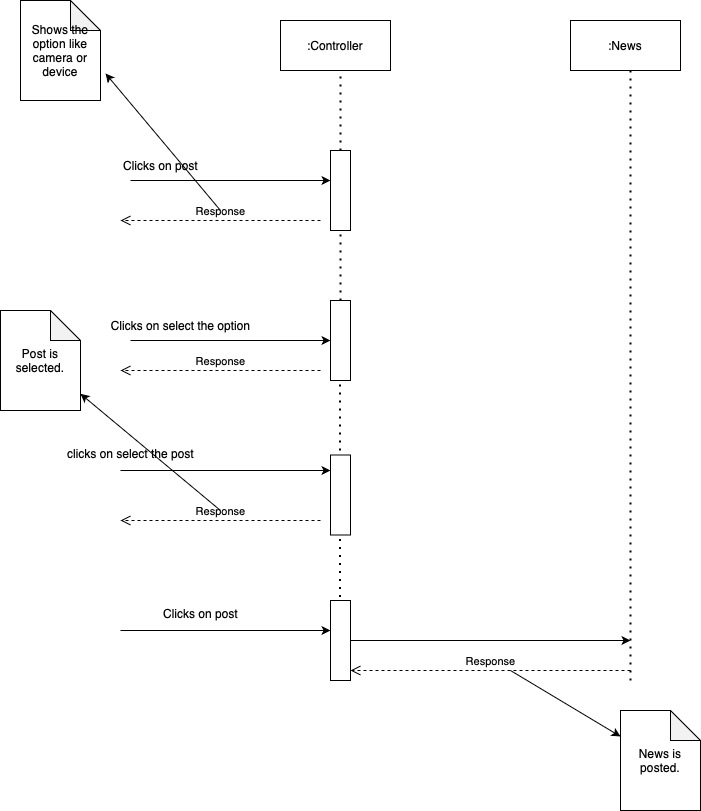 Shows the
option like
camera or
device
:Controller
:News
Clicks on post
Response
Clicks on select the option
Response
Post is
selected.
clicks on select the post
Response
Clicks on post
Response
News is
posted.